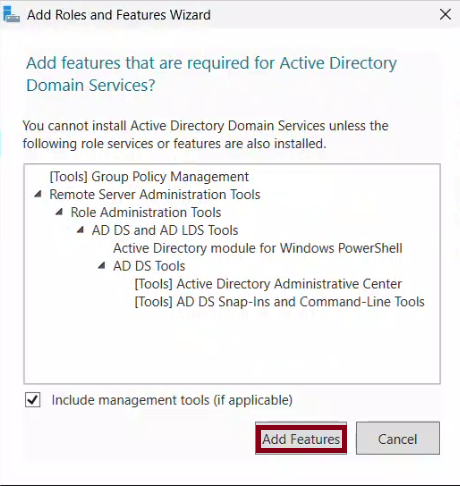 Add Roles and Features Wizard
Add features that are required for Active Directory
Domain Services?
You cannot install Active Directory Domain Services unless the
following role services or features are also installed.
[Tools] Group Policy Management
Remote Server Administration Tools
Role Administration Tools
AD DS and AD LDS Tools
Active Directory module for Windows PowerShell
AD DS Tools
[Tools] Active Directory Administrative Center
[Tools] AD DS Snap-Ins and Command-Line Tools
Include management tools (if applicable)
Add Features Cancel